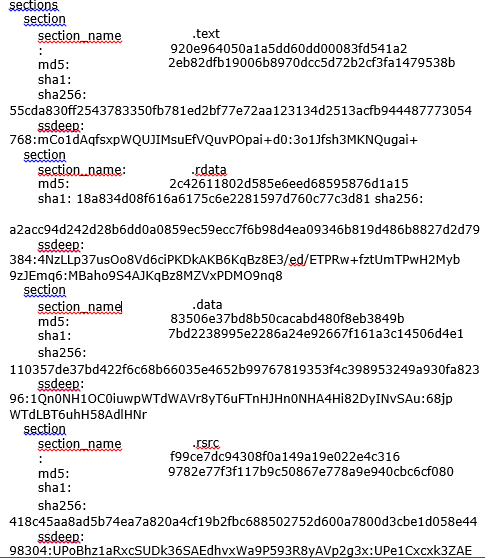 sections
section
section_name .text
: 920e964050a1a5dd60dd00083fd541a2
md5: 2eb82dfb19006b8970dcc5d72b2cf3fa1479538b
sha1:
sha256:
55cda830ff2543783350fb781ed2bf77e72aa123134d2513acfb944487773054
ssdeep:
768:mCo1dAqfsxpWQUJIMsuEfVQuvPOpai+d0:3o1Jfsh3MKNQugai+
section
section_name: .rdata
md5: 2c42611802d585e6eed68595876d1a15
sha1: 18a834d08f616a6175c6e2281597d760c77c3d81 sha256:
a2acc94d242d28b6dd0a0859ec59ecc7f6b98d4ea09346b819d486b8827d2d79
ssdeep:
384:4NzLLp37usOo8Vd6ciPKDkAKB6KqBz8E3/ed/ETPRw+fztUmTPwH2Myb
9zJEmq6:MBaho9S4AJKqBz8MZVxPDMO9nq8
section
section_name .data
md5: 83506e37bd8b50cacabd480f8eb3849b
sha1: 7bd2238995e2286a24e92667f161a3c14506d4e1
sha256:
110357de37bd422f6c68b66035e4652b99767819353f4c398953249a930fa823
ssdeep:
96:1Qn0NH1OC0iuwpWTdWAVr8yT6uFTnHJHn0NHA4Hi82DyINvSAu:68jp
WTdLBT6uhH58AdlHNr
section
section_name .rsrc
: f99ce7dc94308f0a149a19e022e4c316
md5: 9782e77f3f117b9c50867e778a9e940cbc6cf080
sha1:
sha256:
418c45aa8ad5b74ea7a820a4cf19b2fbc688502752d600a7800d3cbe1d058e44
ssdeep:
98304:UPoBhz1aRxcSUDk36SAEdhvxWa9P593R8yAVp2g3x:UPe1Cxcxk3ZAE